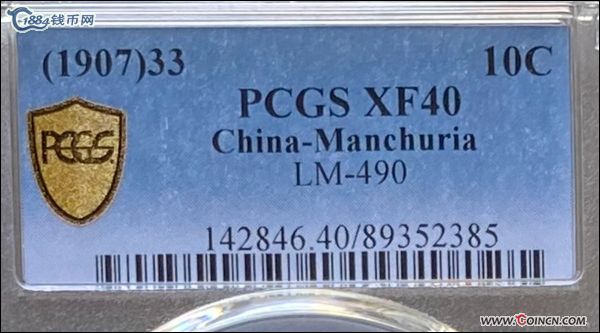 1884钱币网
(1907)33 10C
PCGS XF40
China-Manchuria
LM-490
PCGS
142846.40/89352385
www.COINCN.com